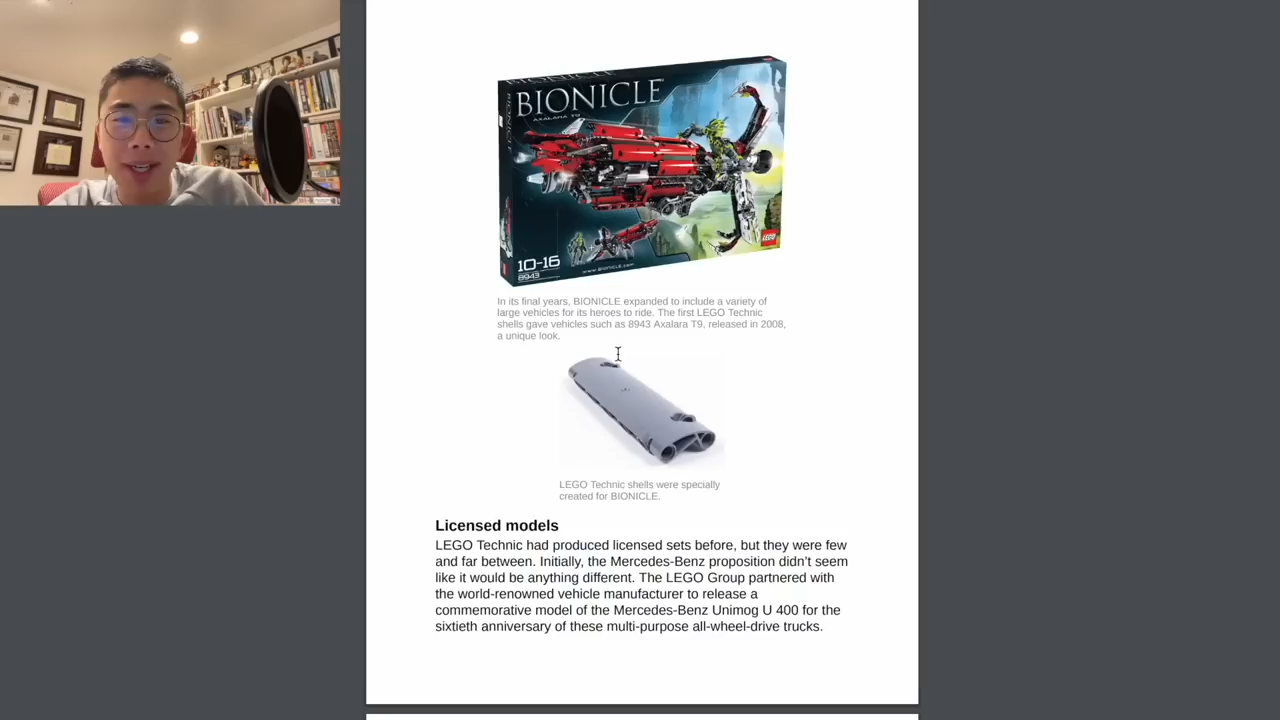 BIONICLE
AXALARA T9
10-16
8943
www.BIONICLE.com
LEGO
In its final years, BIONICLE expanded to include a variety of
large vehicles for its heroes to ride. The first LEGO Technic
shells gave vehicles such as 8943 Axalara T9, released in 2008,
a unique look.
LEGO Technic shells were specially
created for BIONICLE.
Licensed models
LEGO Technic had produced licensed sets before, but they were few
and far between. Initially, the Mercedes-Benz proposition didn’t seem
like it would be anything different. The LEGO Group partnered with
the world-renowned vehicle manufacturer to release a
commemorative model of the Mercedes-Benz Unimog U 400 for the
sixtieth anniversary of these multi-purpose all-wheel-drive trucks.